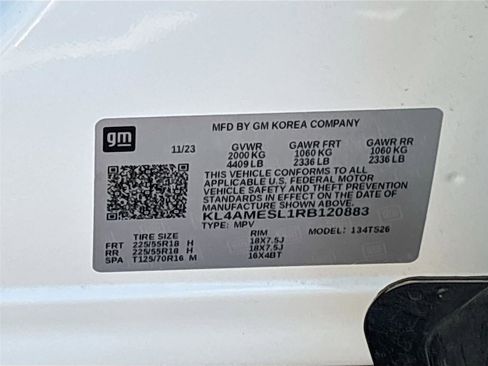 gm
MFD BY GM KOREA COMPANY
11/23 GVWR GAWR FRT GAWR RR
2000 KG 1060 KG 1060 KG
4409 LB 2336 LB 2336 LB
THIS VEHICLE CONFORMS TO ALL
APPLICABLE U.S. FEDERAL MOTOR
VEHICLE SAFETY AND THEFT PREVENTION
STANDARDS IN EFFECT ON THE DATE OF
MANUFACTURE SHOWN ABOVE.
KL4AMESL1RB120883
TYPE: MPV MODEL: 134TS26
TIRE SIZE RIM
FRT 225/55R18 H 18X7.5J
RR 225/55R18 H 18X7.5J
SPA T125/70R16 M 16X4BT